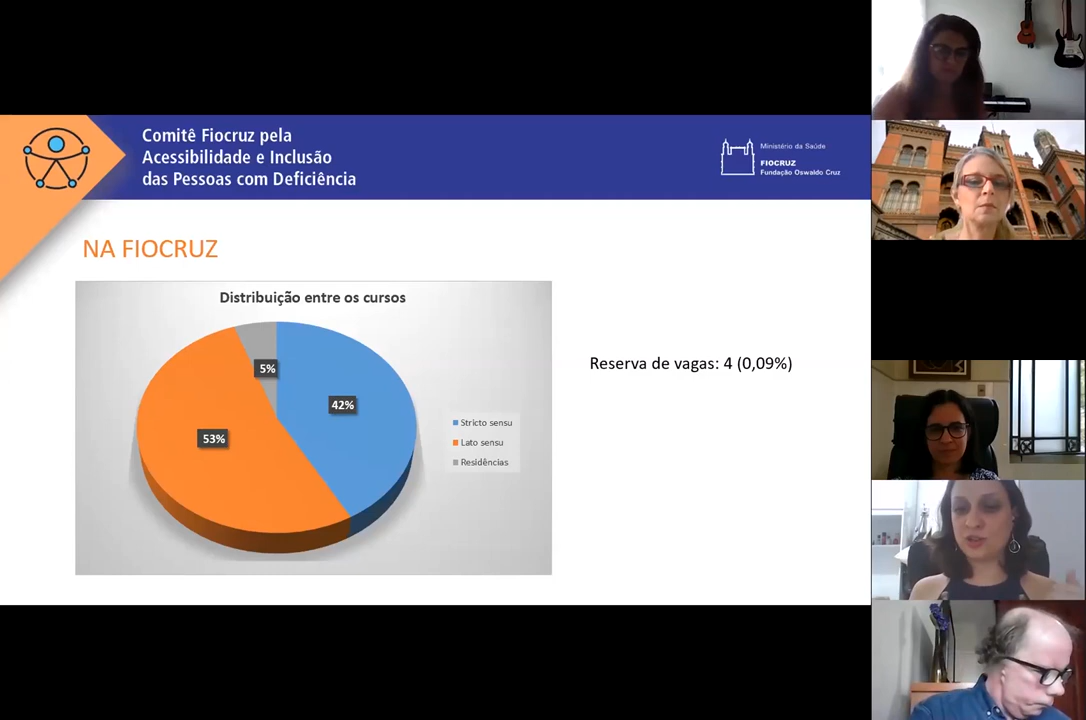 Comitê Fiocruz pela
Acessibilidade e Inclusão
das Pessoas com Deficiência
Ministério da Saúde
FIOCRUZ
Fundação Oswaldo Cruz
NA FIOCRUZ
Distribuição entre os cursos
5%
42%
53%
Stricto sensu
Lato sensu
Residências
Reserva de vagas: 4 (0,09%)